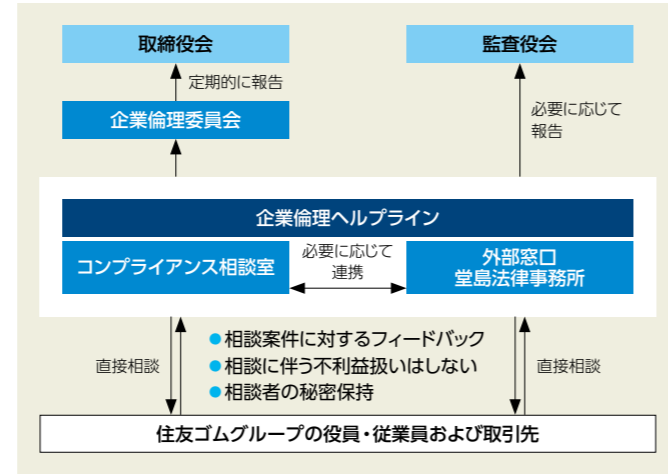 取締役会
監査役会
定期的に報告
企業倫理委員会
必要に応じて
報告
企業倫理ヘルプライン
コンプライアンス相談室
必要に応じて
連携
外部窓口
堂島法律事務所
直接相談
●相談案件に対するフィードバック
●相談に伴う不利益扱いはしない
●相談者の秘密保持
直接相談
住友ゴムグループの役員・従業員および取引先